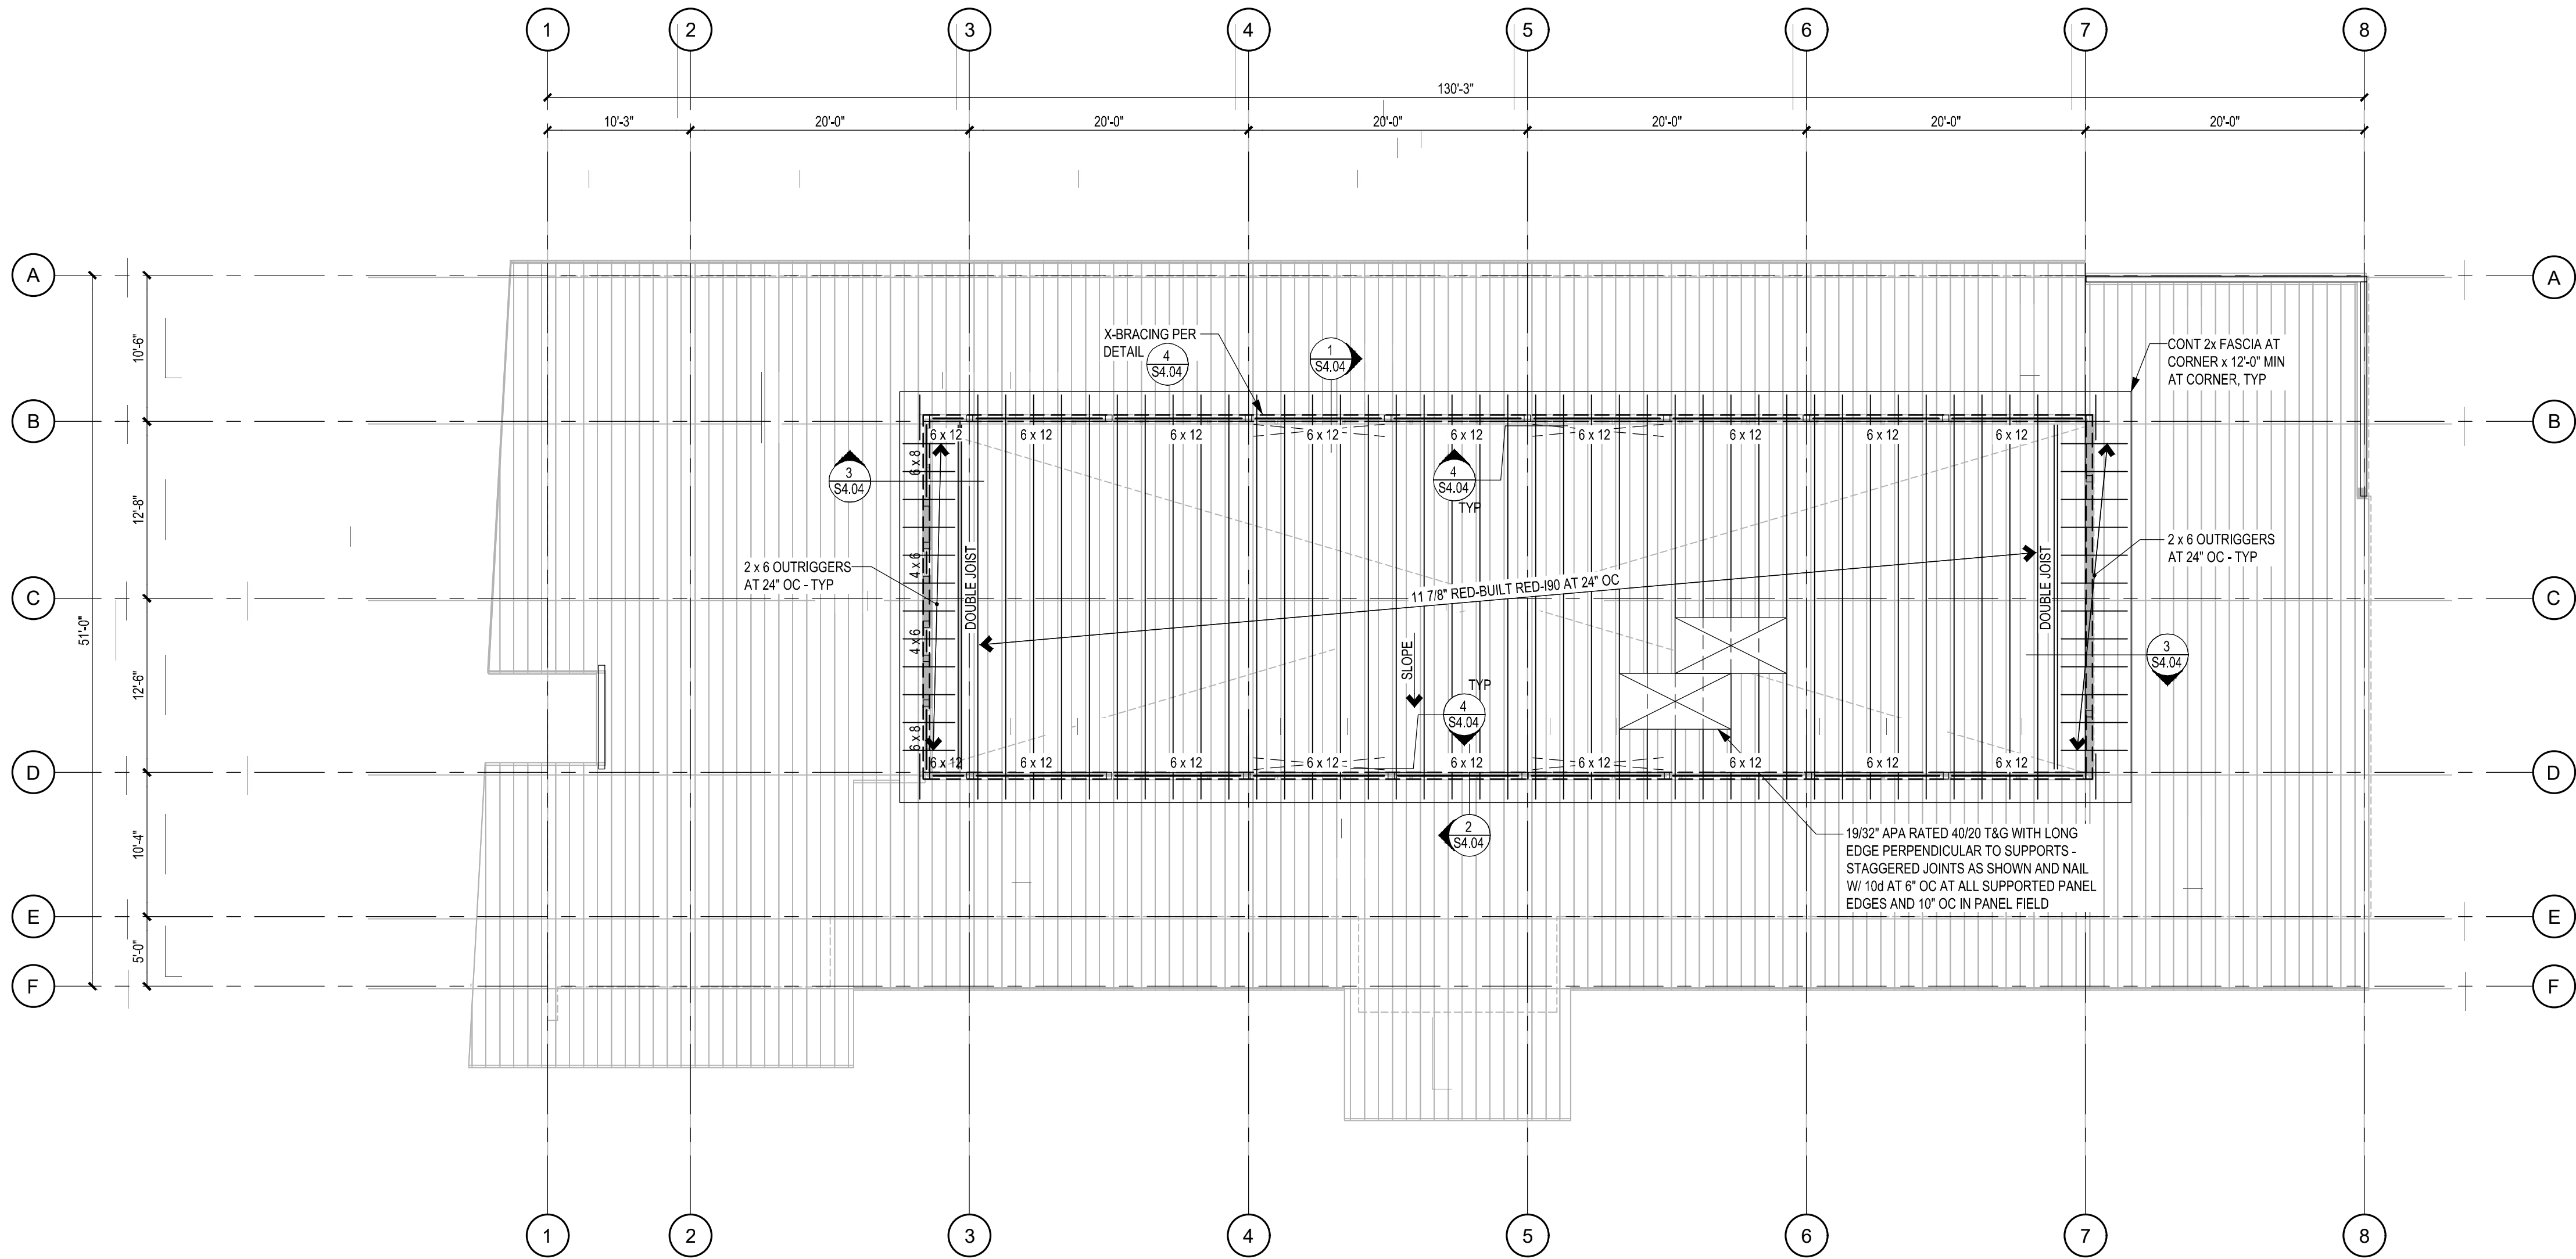 1 2 3 4 5 6 7 8
130'-3"
10'-3" 20'-0" 20'-0" 20'-0" 20'-0" 20'-0" 20'-0"
A A
10'-6"
X-BRACING PER
DETAIL
4
S4.04
1
S4.04
CONT 2x FASCIA AT
CORNER x 12'-0" MIN
AT CORNER, TYP
B B
6 x 12 6 x 12 6 x 12 6 x 12 6 x 12 6 x 12 6 x 12 6 x 12 6 x 12
6 x 8
3
S4.04
4
S4.04
TYP
12'-8"
2 x 6 OUTRIGGERS
AT 24" OC - TYP
4 x 6
DOUBLE JOIST
DOUBLE JOIST
2 x 6 OUTRIGGERS
AT 24" OC - TYP
11 7/8" RED-BUILT RED-I90 AT 24" OC
C C
51'-0"
4 x 6
SLOPE
3
S4.04
12'-6"
TYP
4
S4.04
6 x 8
6 x 12 6 x 12 6 x 12 6 x 12 6 x 12 6 x 12 6 x 12 6 x 12 6 x 12
D D
2
S4.04
10'-4"
19/32" APA RATED 40/20 T&G WITH LONG
EDGE PERPENDICULAR TO SUPPORTS -
STAGGERED JOINTS AS SHOWN AND NAIL
W/ 10d AT 6" OC AT ALL SUPPORTED PANEL
EDGES AND 10" OC IN PANEL FIELD
E E
5'-0"
F F
1 2 3 4 5 6 7 8